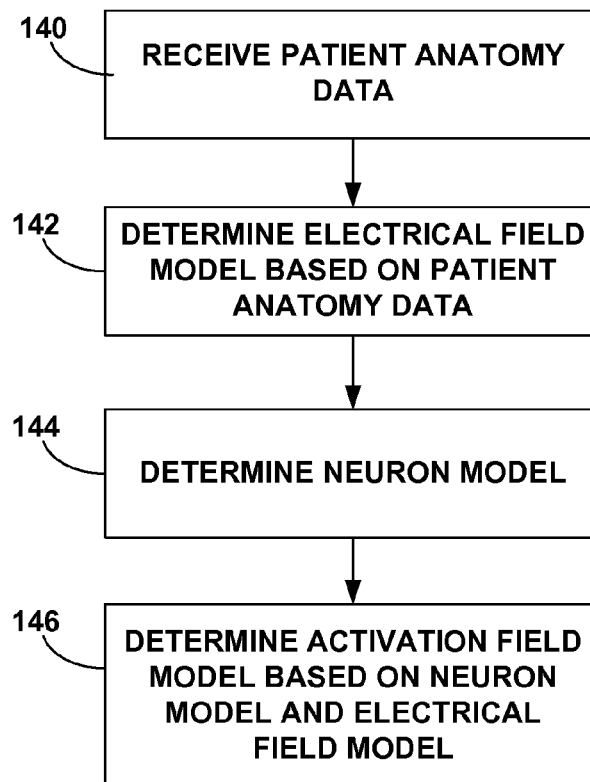 140
RECEIVE PATIENT ANATOMY
DATA
142
DETERMINE ELECTRICAL FIELD
MODEL BASED ON PATIENT
ANATOMY DATA
144
DETERMINE NEURON MODEL
146
DETERMINE ACTIVATION FIELD
MODEL BASED ON NEURON
MODEL AND ELECTRICAL
FIELD MODEL